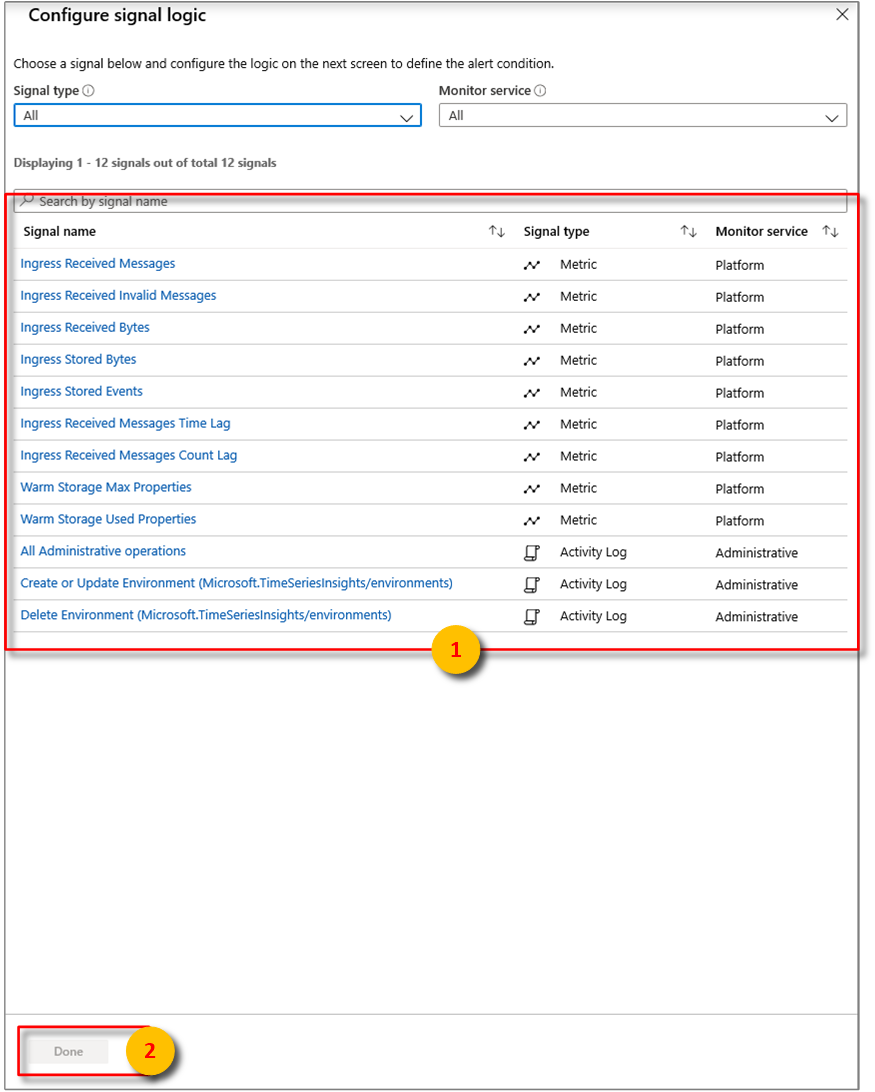 Configure signal logic
Choose a signal below and configure the logic on the next screen to define the alert condition.
Signal type Monitor service
All All
Displaying 1 - 12 signals out of total 12 signals
Search by signal name
Signal name Signal type Monitor service
Ingress Received Messages Metric Platform
Ingress Received Invalid Messages Metric Platform
Ingress Received Bytes Metric Platform
Ingress Stored Bytes Metric Platform
Ingress Stored Events Metric Platform
Ingress Received Messages Time Lag Metric Platform
Ingress Received Messages Count Lag Metric Platform
Warm Storage Max Properties Metric Platform
Warm Storage Used Properties Metric Platform
All Administrative operations Activity Log Administrative
Create or Update Environment (Microsoft.TimeSeriesInsights/environments) Activity Log Administrative
Delete Environment (Microsoft.TimeSeriesInsights/environments) Activity Log Administrative
1
Done 2